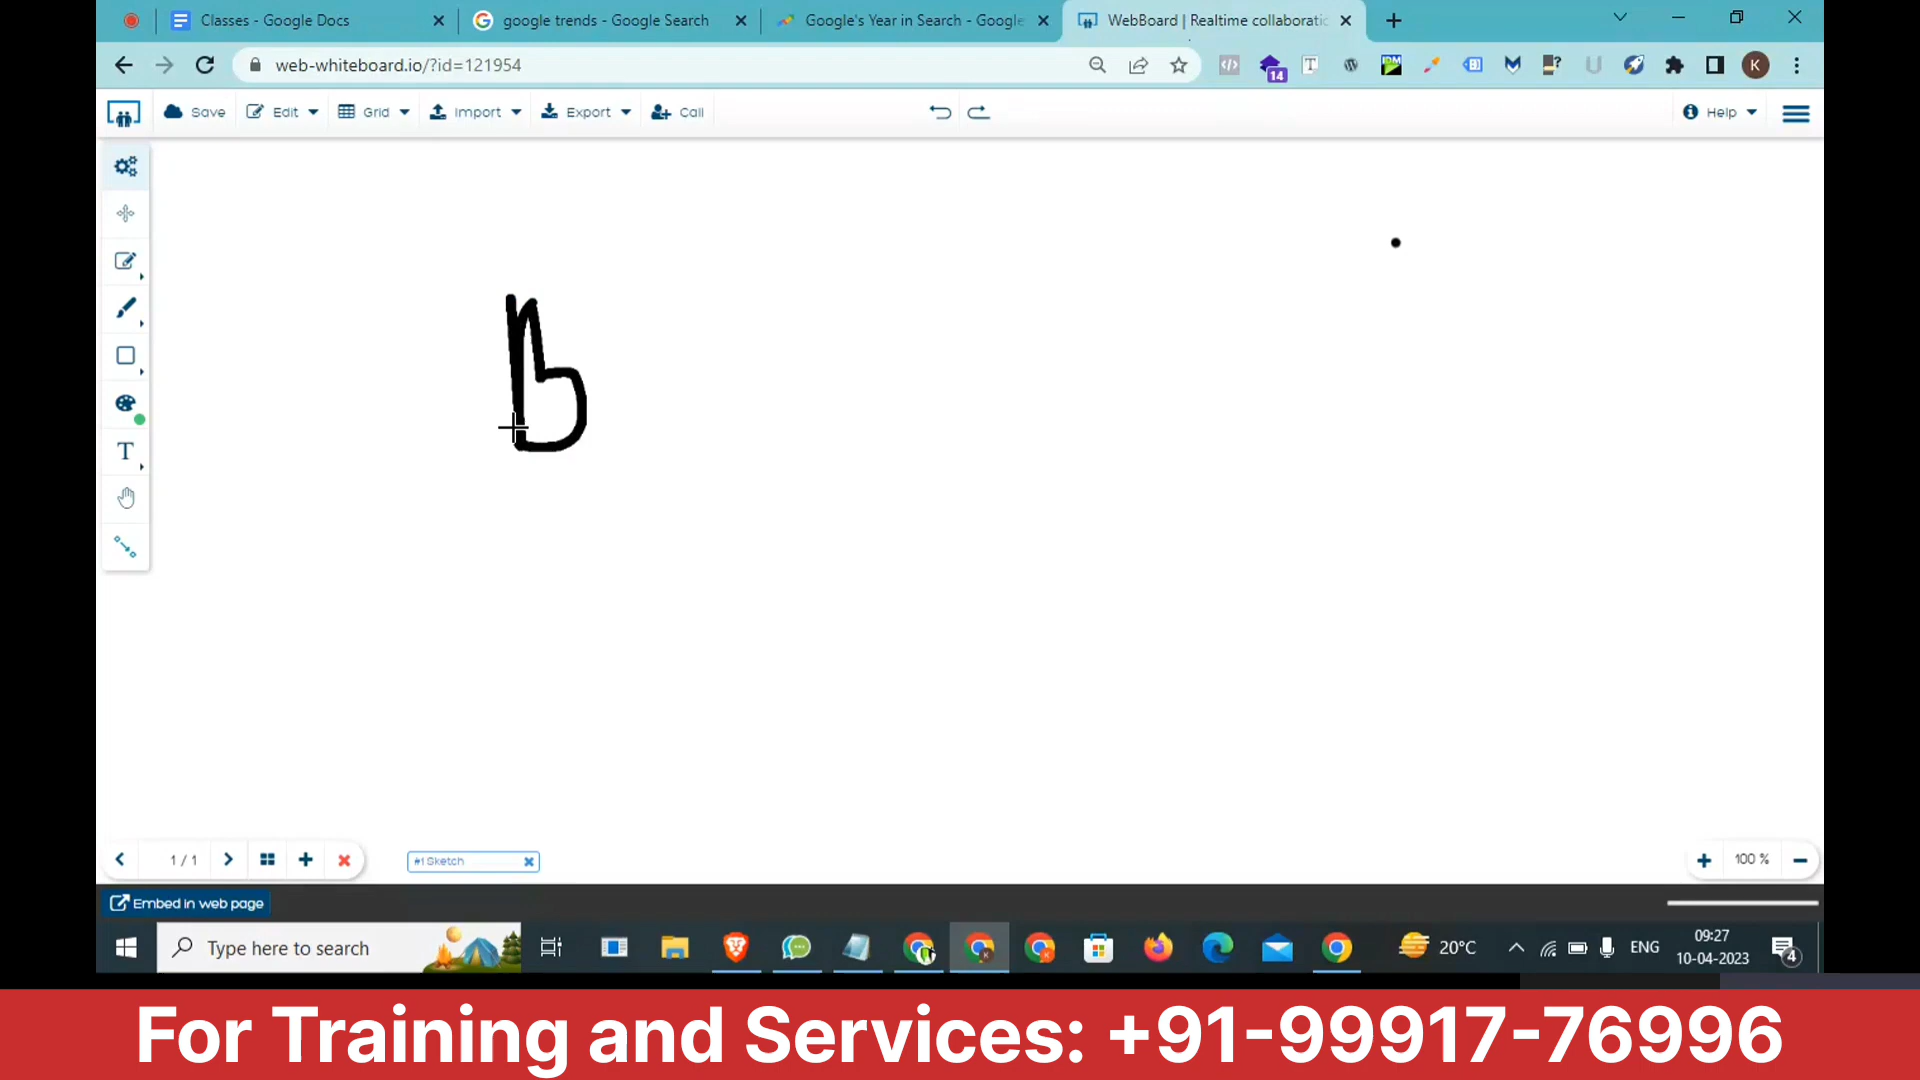 Classes - Google Docs
google trends - Google Search
Google's Year in Search - Google
WebBoard | Realtime collaboratic
web-whiteboard.io/?id=121954
14
T
K
Save
Edit
Grid
Import
Export
Call
Help
T
1 / 1
#1 Sketch
100 %
Embed in web page
Type here to search
20°C
ENG
09:27
10-04-2023
4
For Training and Services: +91-99917-76996